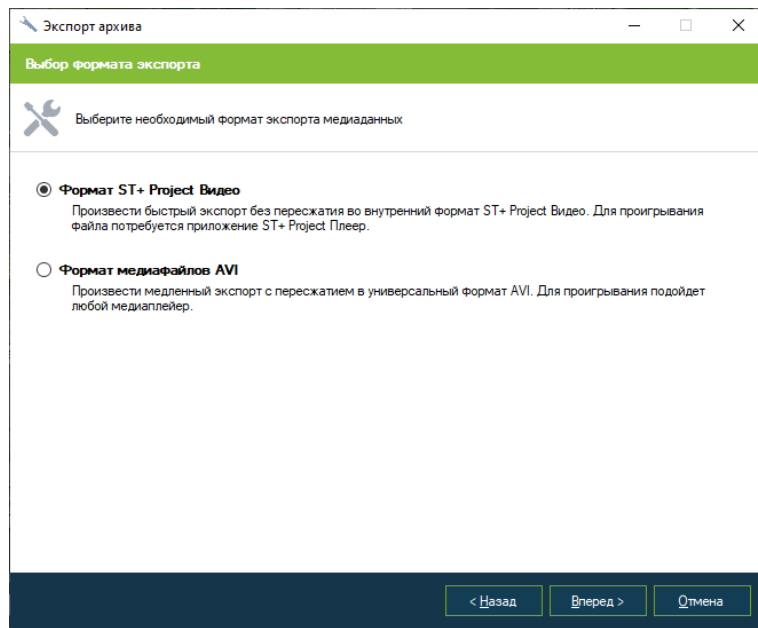 Экспорт архива
Выбор формата экспорта
Выберите необходимый формат экспорта медиаданных
Формат ST+ Project Видео
Произвести быстрый экспорт без пересжатия во внутренний формат ST+ Project Видео. Для проигрывания
файла потребуется приложение ST+ Project Плеер.
Формат медиафайлов AVI
Произвести медленный экспорт с пересжатием в универсальный формат AVI. Для проигрывания подойдет
любой медиаплейер.
< Назад
Вперед >
Отмена